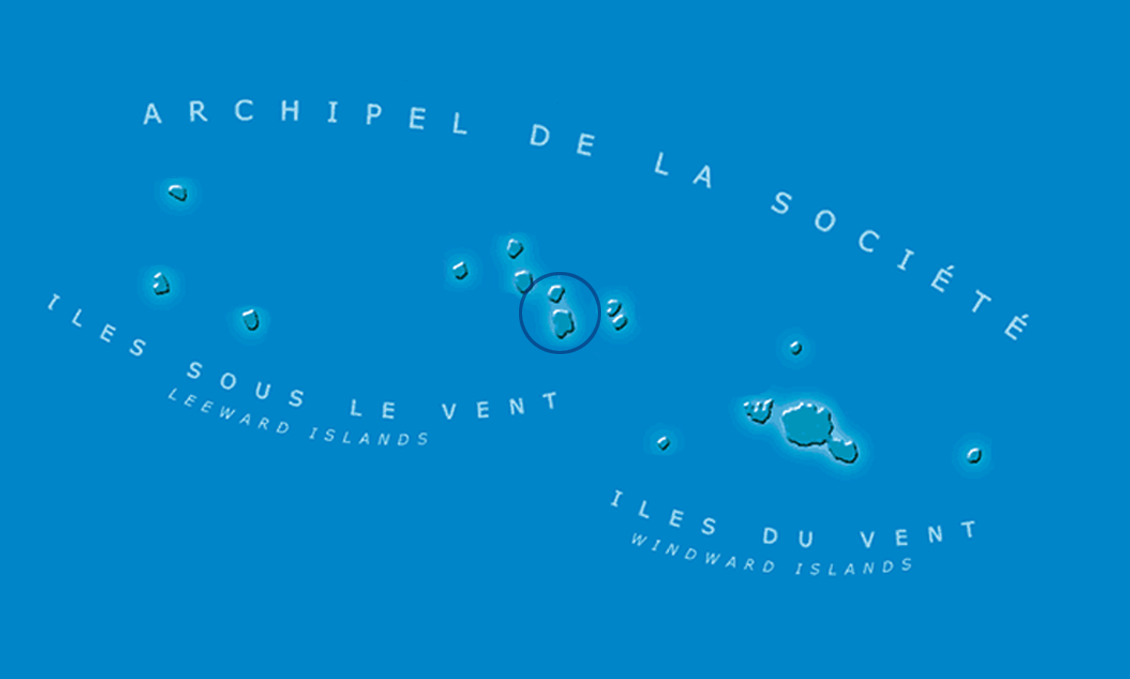 ARCHIPEL DE LA SOCIÉTÉ
ILES SOUS LE VENT
LEEWARD ISLANDS
ILES DU VENT
WINDWARD ISLANDS